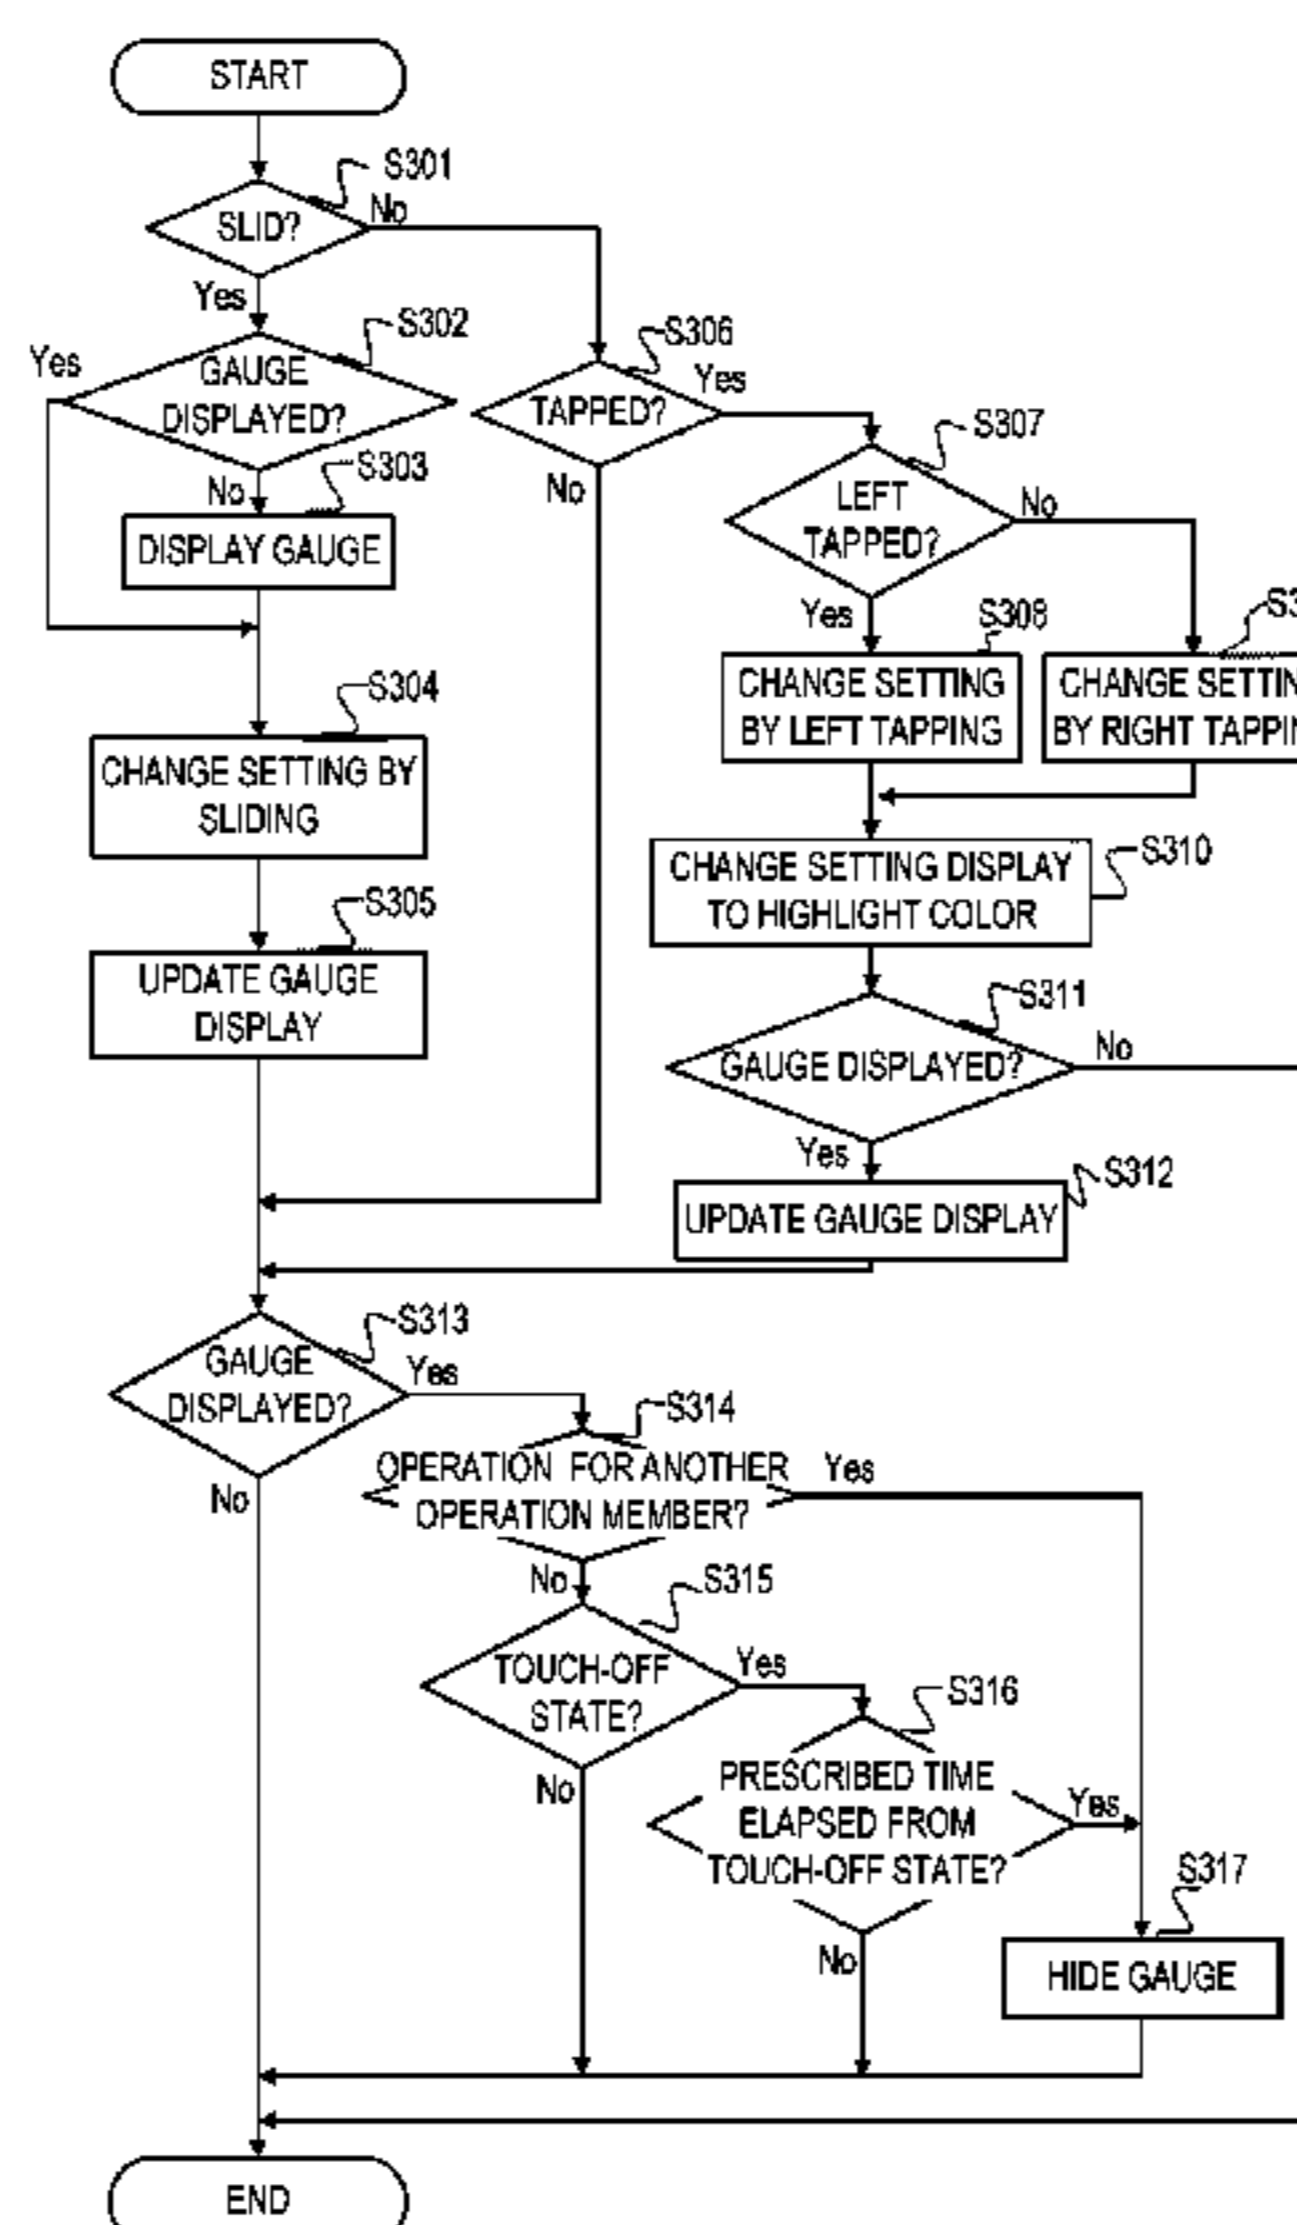 START
S301
SLID?
No
Yes
S302
Yes
GAUGE
DISPLAYED?
No
S303
DISPLAY GAUGE
S304
CHANGE SETTING BY
SLIDING
S305
UPDATE GAUGE
DISPLAY
S306
TAPPED?
Yes
No
S307
LEFT
TAPPED?
No
Yes
S308
CHANGE SETTING
BY LEFT TAPPING
CHANGE
BY RIGHT
S310
CHANGE SETTING DISPLAY
TO HIGHLIGHT COLOR
S311
GAUGE DISPLAYED?
No
Yes
S312
UPDATE GAUGE DISPLAY
S313
GAUGE
DISPLAYED?
Yes
No
S314
OPERATION FOR ANOTHER
OPERATION MEMBER?
Yes
No
S315
TOUCH-OFF
STATE?
Yes
No
S316
PRESCRIBED TIME
ELAPSED FROM
TOUCH-OFF STATE?
Yes
No
S317
HIDE GAUGE
END